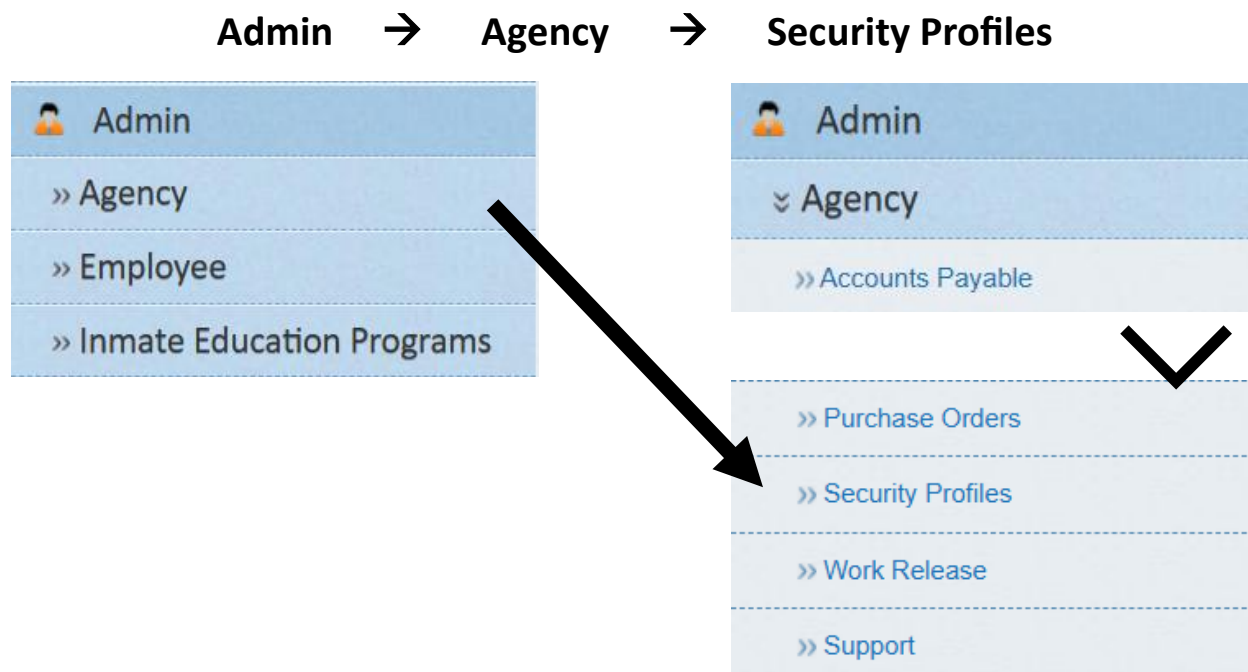 Admin → Agency → Security Profiles
Admin
» Agency
» Employee
» Inmate Education Programs
Admin
» Agency
» Accounts Payable
» Purchase Orders
» Security Profiles
» Work Release
» Support